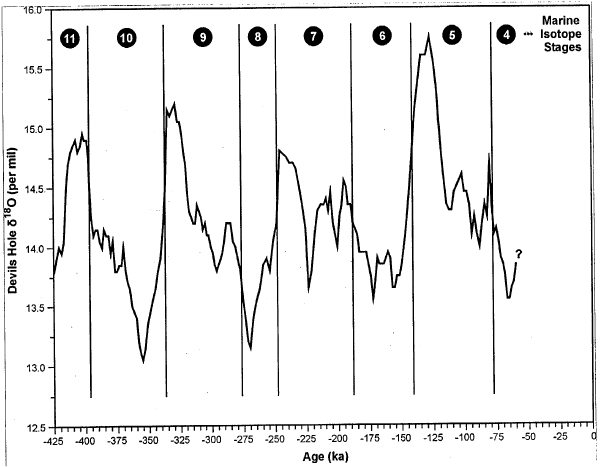 16.0
15.5
15.0
14.5
14.0
13.5
13.0
12.5
Devils Hole δ18O (per mil)
11 10 9 8 7 6 5 4
Marine
Isotope
Stages
?
-425 -400 -375 -350 -325 -300 -275 -250 -225 -200 -175 -150 -125 -100 -75 -50 -25 0
Age (ka)